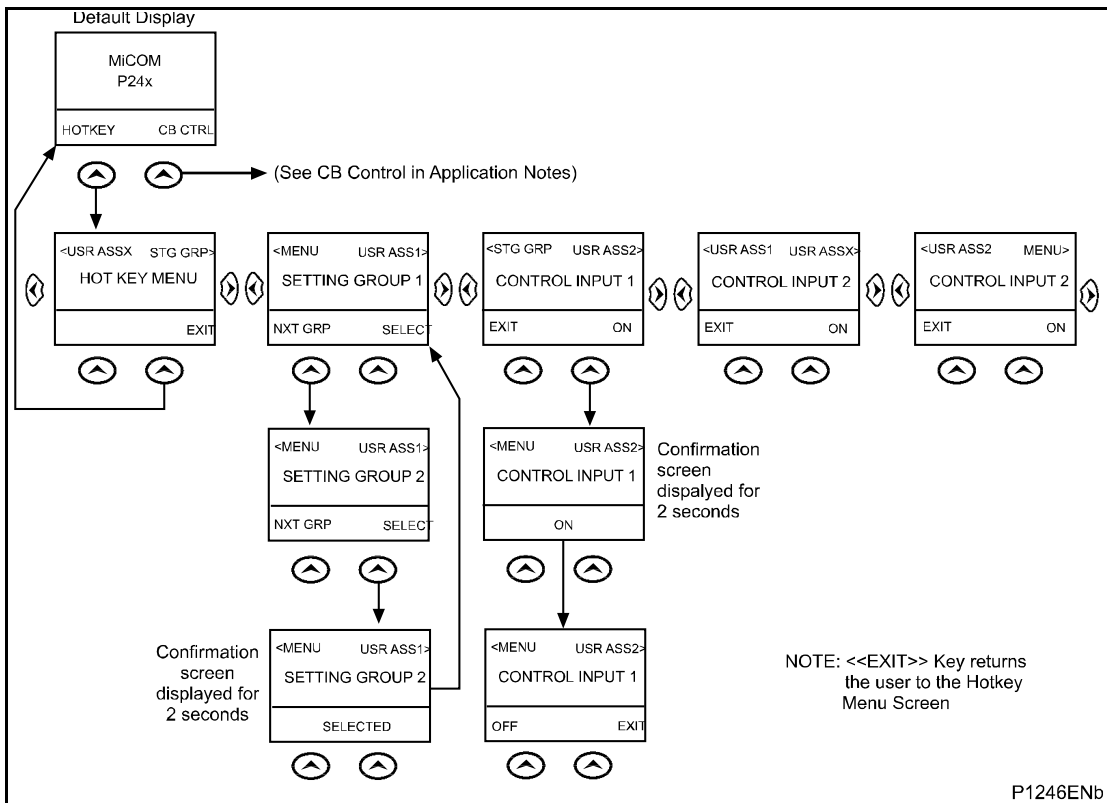 Default Display
MiCOM
P24x
HOTKEY CB CTRL
(See CB Control in Application Notes)
<USR ASSX STG GRP>
HOT KEY MENU
EXIT
<MENU USR ASS1>
SETTING GROUP 1
NXT GRP SELECT
<STG GRP USR ASS2>
CONTROL INPUT 1
EXIT ON
<USR ASS1 USR ASSX>
CONTROL INPUT 2
EXIT ON
<USR ASS2 MENU>
CONTROL INPUT 2
EXIT ON
<MENU USR ASS1>
SETTING GROUP 2
NXT GRP SELECT
<MENU USR ASS2>
CONTROL INPUT 1
ON
Confirmation
screen
dispalyed for
2 seconds
Confirmation
screen
displayed for
2 seconds
<MENU USR ASS1>
SETTING GROUP 2
SELECTED
<MENU USR ASS2>
CONTROL INPUT 1
OFF EXIT
NOTE: <<EXIT>> Key returns
the user to the Hotkey
Menu Screen
P1246ENb